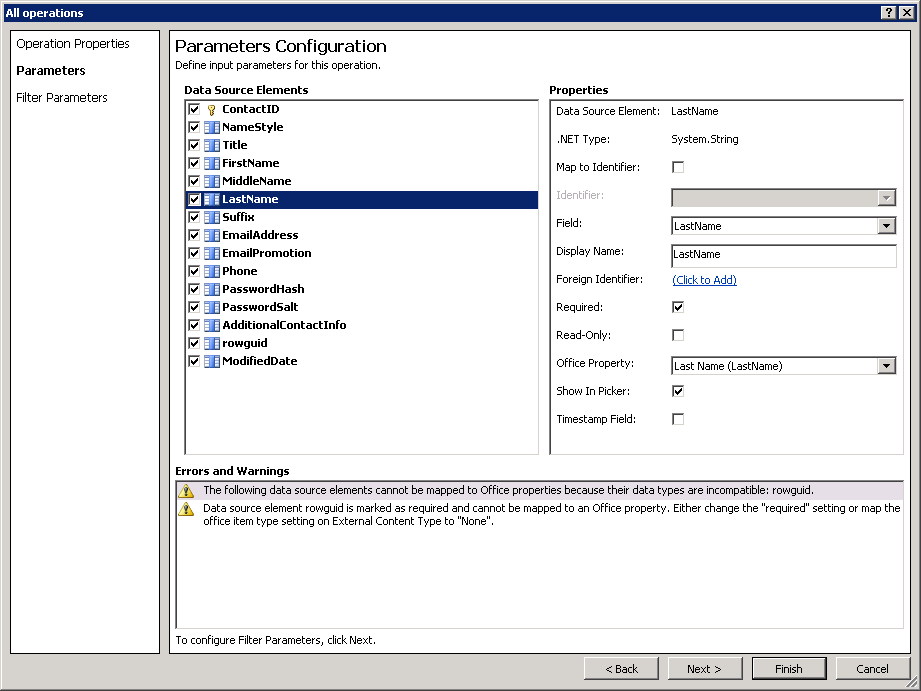 All operations
Operation Properties
Parameters
Filter Parameters
Parameters Configuration
Define input parameters for this operation.
Data Source Elements
ContactID
NameStyle
Title
FirstName
MiddleName
LastName
Suffix
EmailAddress
EmailPromotion
Phone
PasswordHash
PasswordSalt
AdditionalContactInfo
rowguid
ModifiedDate
Properties
Data Source Element: LastName
.NET Type: System.String
Map to Identifier:
Identifier:
Field: LastName
Display Name: LastName
Foreign Identifier: (Click to Add)
Required:
Read-Only:
Office Property: Last Name (LastName)
Show In Picker:
Timestamp Field:
Errors and Warnings
The following data source elements cannot be mapped to Office properties because their data types are incompatible: rowguid.
Data source element rowguid is marked as required and cannot be mapped to an Office property. Either change the "required" setting or map the
office item type setting on External Content Type to "None".
To configure Filter Parameters, click Next.
< Back Next > Finish Cancel